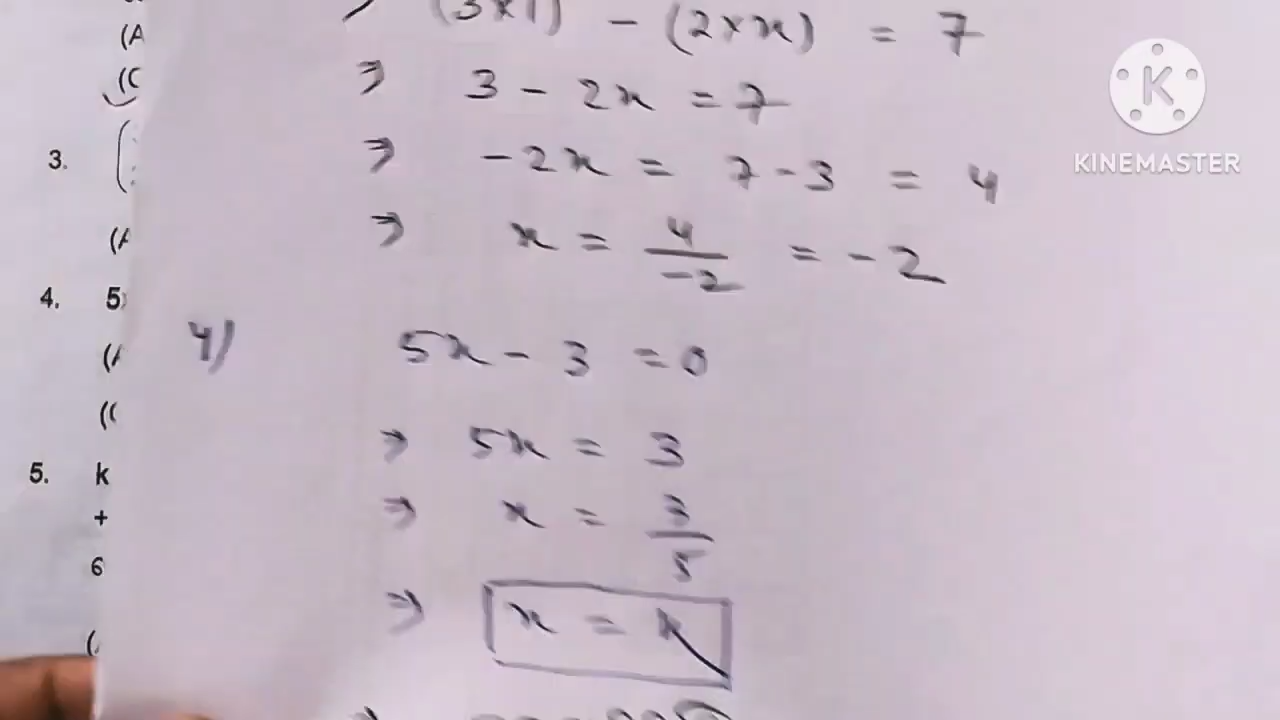 ⇒ (3×1) - (2×x) = 7
(A
⇒ 3 - 2x = 7
(C
K
KINEMASTER
3.
⇒ -2x = 7-3 = 4
(A
⇒ x = 4/-2 = -2
4. 5x
4) 5x - 3 = 0
(A
(C
⇒ 5x = 3
5. k
+
⇒ x = 3/5
6
⇒ x = k